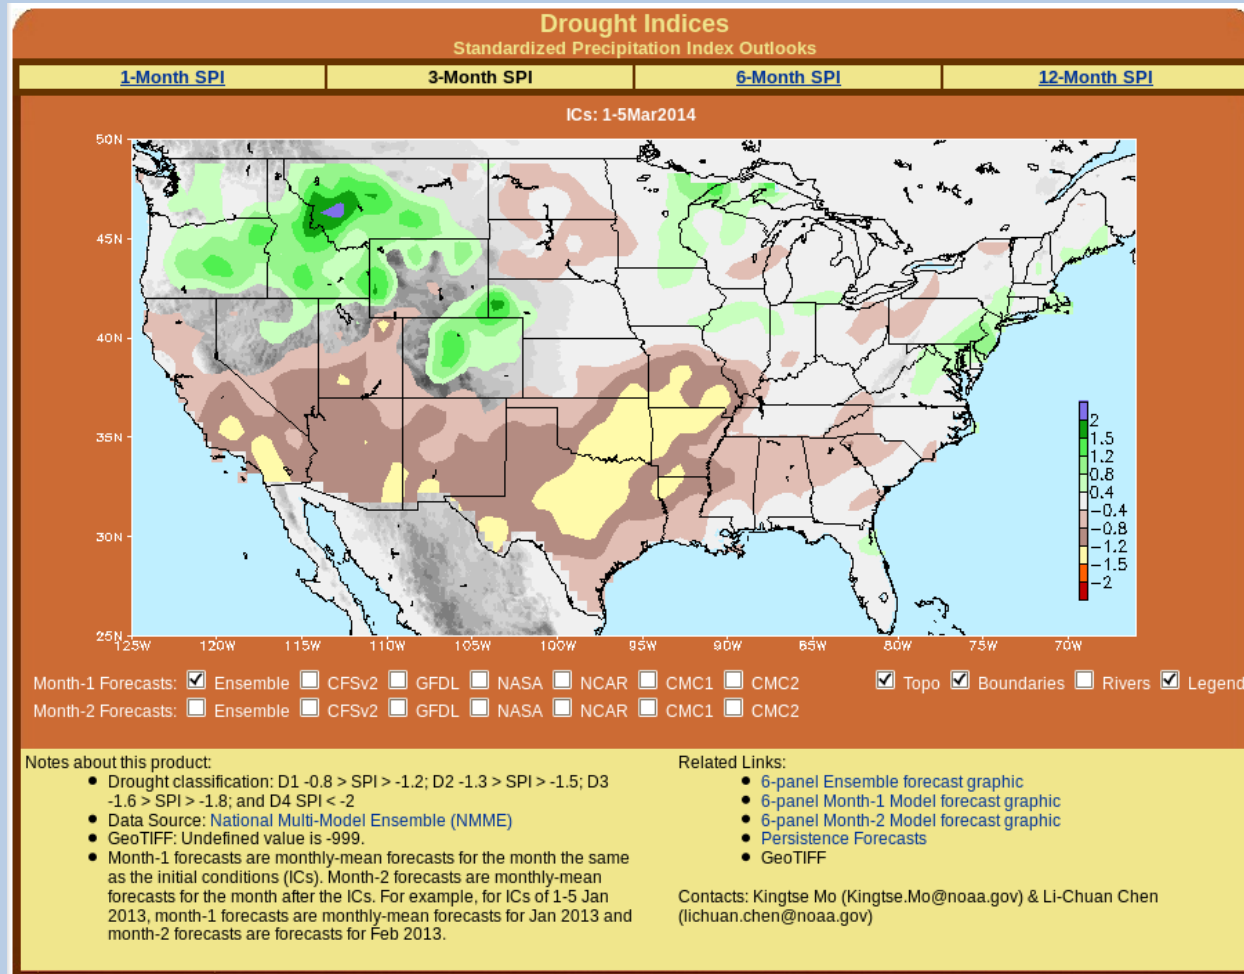 Drought Indices
Standardized Precipitation Index Outlooks
1-Month SPI
3-Month SPI
6-Month SPI
12-Month SPI
ICs: 1-5Mar2014
50N
45N
40N
35N
30N
25N
125W
120W
115W
110W
105W
100W
95W
90W
85W
80W
75W
70W
2
1.5
1.2
0.8
0.4
−0.4
−0.8
−1.2
−1.5
−2
Month-1 Forecasts: Ensemble CFSv2 GFDL NASA NCAR CMC1 CMC2
Topo Boundaries Rivers Legend
Month-2 Forecasts: Ensemble CFSv2 GFDL NASA NCAR CMC1 CMC2
Notes about this product:
Drought classification: D1 -0.8 > SPI > -1.2; D2 -1.3 > SPI > -1.5; D3
-1.6 > SPI > -1.8; and D4 SPI < -2
Data Source: National Multi-Model Ensemble (NMME)
GeoTIFF: Undefined value is -999.
Month-1 forecasts are monthly-mean forecasts for the month the same
as the initial conditions (ICs). Month-2 forecasts are monthly-mean
forecasts for the month after the ICs. For example, for ICs of 1-5 Jan
2013, month-1 forecasts are monthly-mean forecasts for Jan 2013 and
month-2 forecasts are forecasts for Feb 2013.
Related Links:
6-panel Ensemble forecast graphic
6-panel Month-1 Model forecast graphic
6-panel Month-2 Model forecast graphic
Persistence Forecasts
GeoTIFF
Contacts: Kingtse Mo (Kingtse.Mo@noaa.gov) & Li-Chuan Chen
(lichuan.chen@noaa.gov)